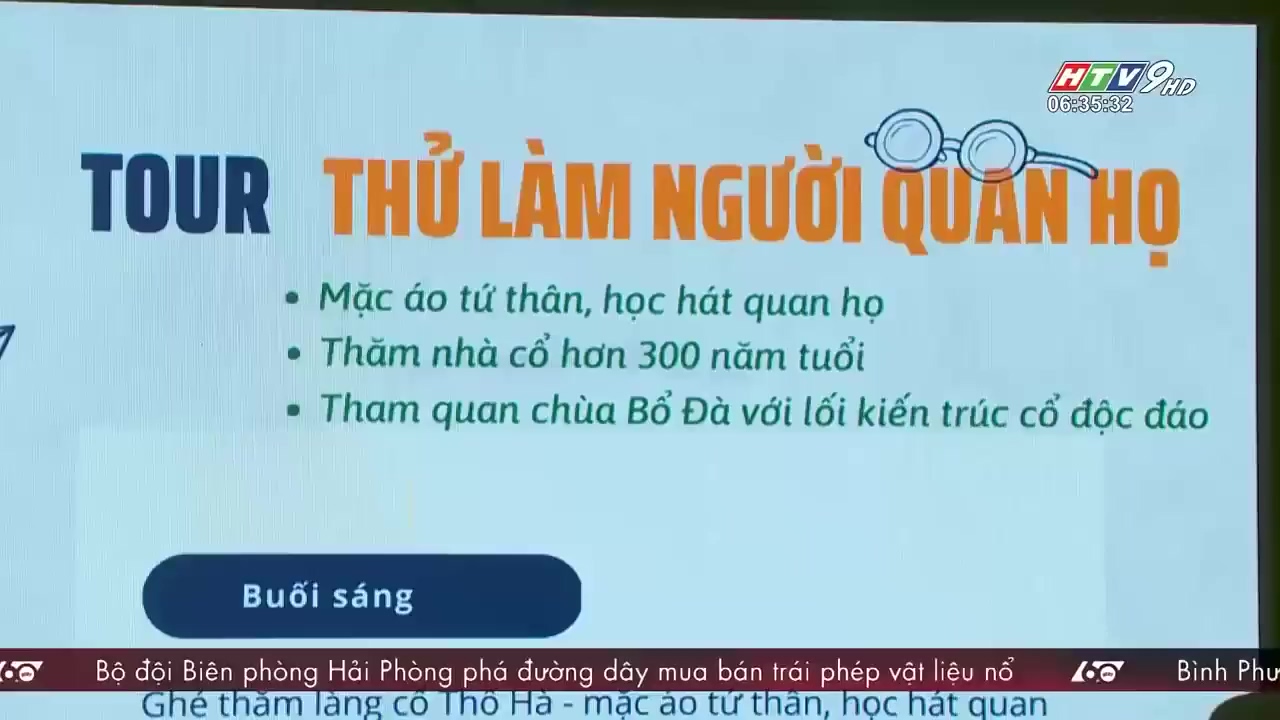 HTV9 HD
06:35:32
TOUR THỬ LÀM NGƯỜI QUAN HỌ
• Mặc áo tứ thân, học hát quan họ
• Thăm nhà cổ hơn 300 năm tuổi
• Tham quan chùa Bổ Đà với lối kiến trúc cổ độc đáo
Buổi sáng
60 Bộ đội Biên phòng Hải Phòng phá đường dây mua bán trái phép vật liệu nổ 60 Bình Phư
Ghé thăm làng cổ Thổ Hà - mặc áo tứ thân, học hát quan